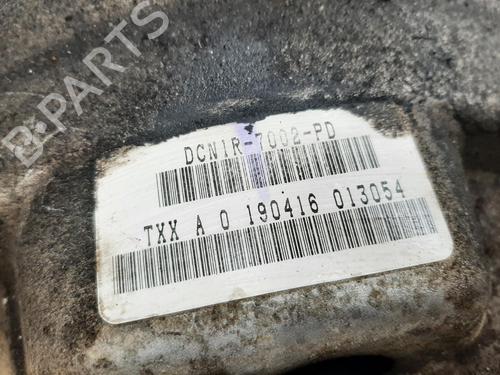 B-PARTS
DCN1R-7002-PD
TXX A 0 190416 013054